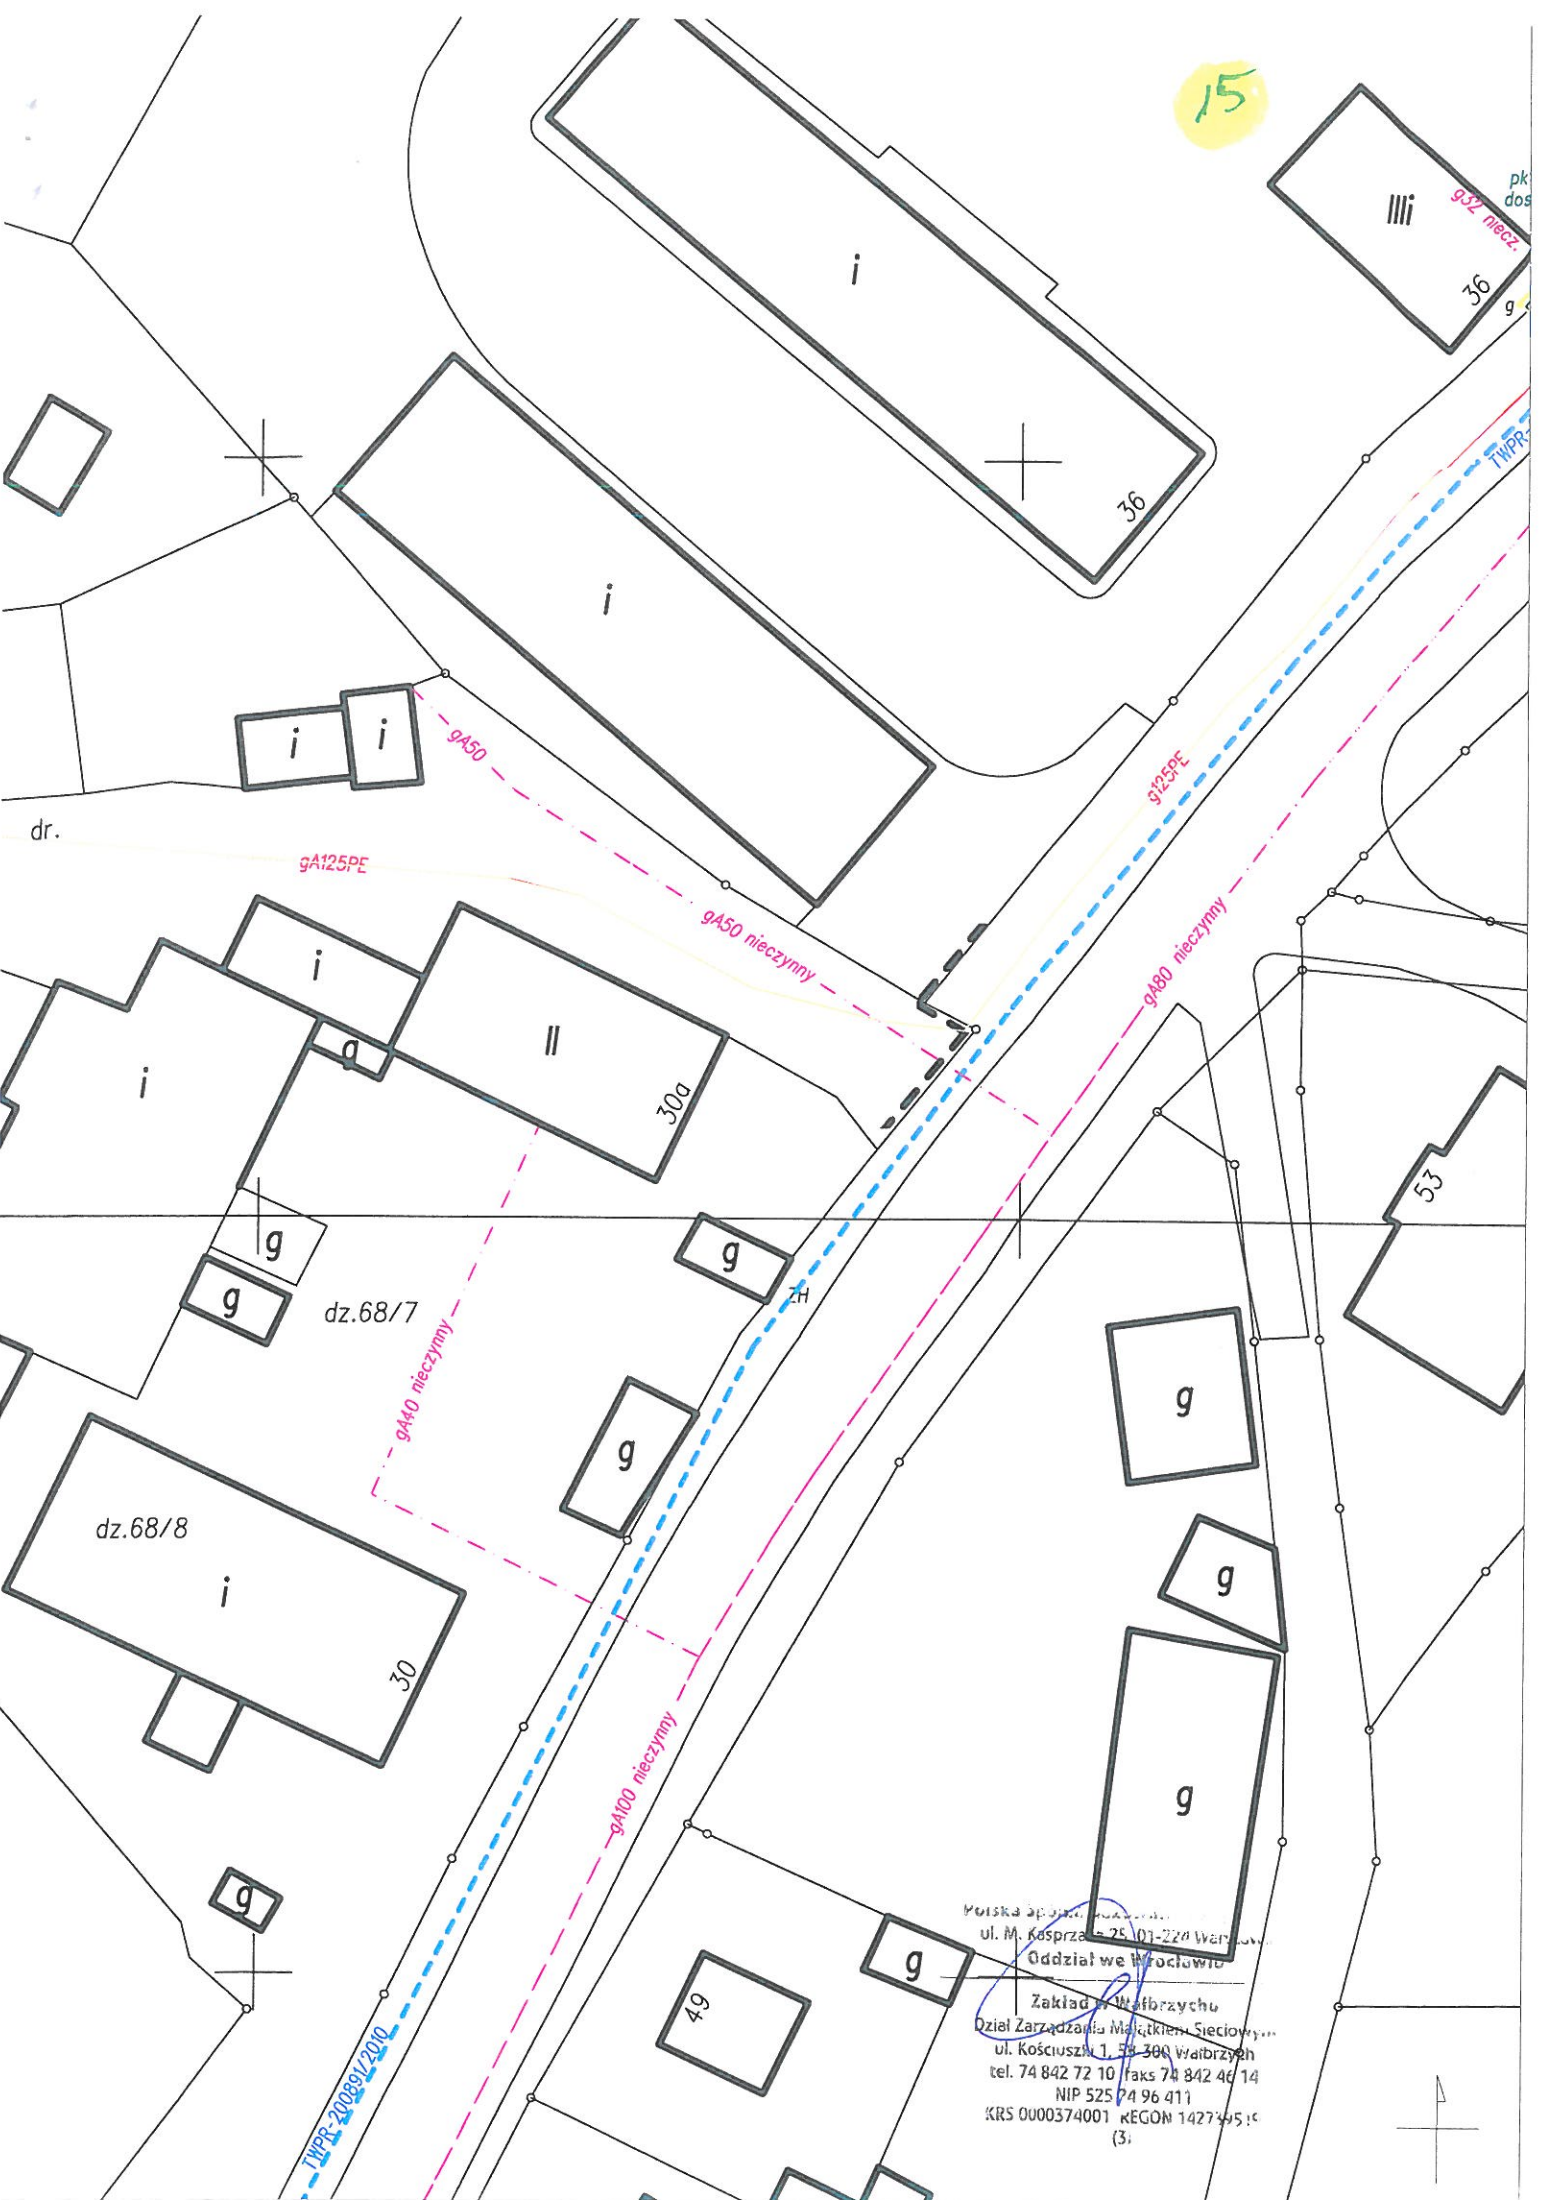 15
IIIi
g32 niecz.
pk
dos
36
g
i
TWPR-
36
i
i
i
gA50
g125PE
dr.
gA125PE
gA50 nieczynny
gA80 nieczynny
i
II
g
i
30a
53
g
g
g
dz.68/7
ZH
gA40 nieczynny
g
g
dz.68/8
i
g
30
gA100 nieczynny
g
g
g
49
TWPR-200891/2010
ul. M. Kasprzaka 25, 01-224
Oddział we Wrocławiu
Zakład w Wałbrzychu
Dział Zarządzania Majątkiem Sieciowym
ul. Kościuszki 1, 58-300 Wałbrzych
tel. 74 842 72 10 faks 74 842 46 14
NIP 525 24 96 411
KRS 0000374001 REGON
(3)